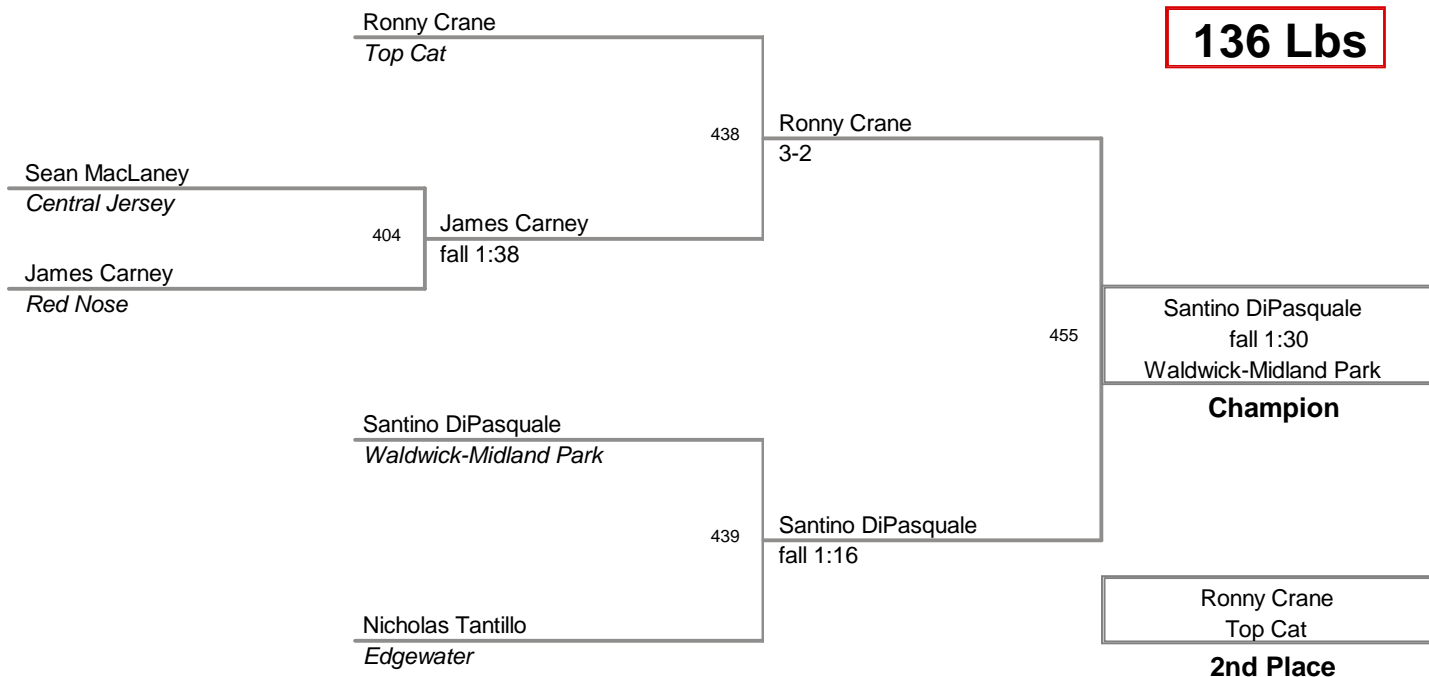 Ronny Crane
Top Cat
136 Lbs
438
Ronny Crane
3-2
Sean MacLaney
Central Jersey
404
James Carney
fall 1:38
James Carney
Red Nose
455
Santino DiPasquale
fall 1:30
Waldwick-Midland Park
Champion
Santino DiPasquale
Waldwick-Midland Park
439
Santino DiPasquale
fall 1:16
Nicholas Tantillo
Edgewater
Ronny Crane
Top Cat
2nd Place